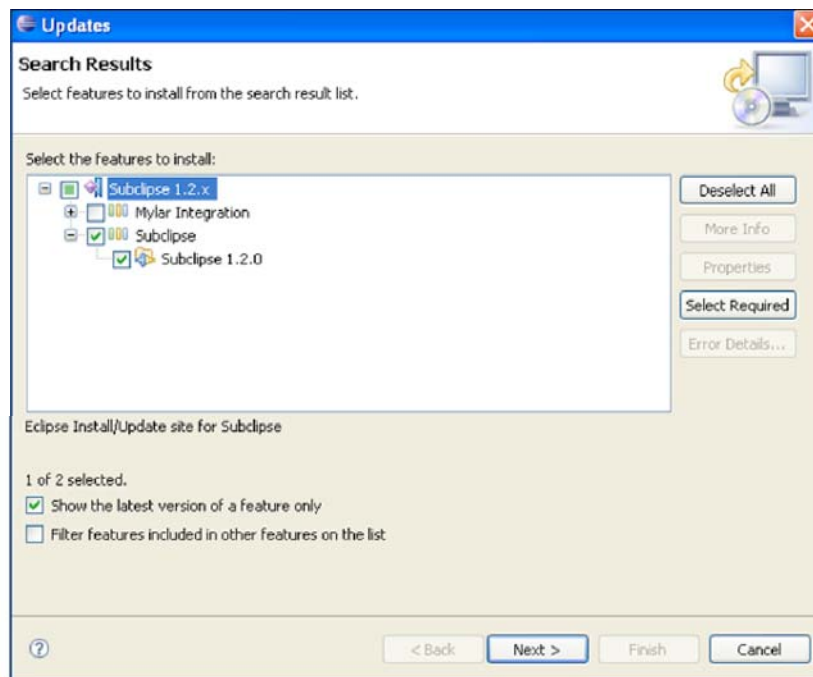 Updates
Search Results
Select features to install from the search result list.
Select the features to install:
Subclipse 1.2.x
Mylar Integration
Subclipse
Subclipse 1.2.0
Deselect All
More Info
Properties
Select Required
Error Details...
Eclipse Install/Update site for Subclipse
1 of 2 selected.
Show the latest version of a feature only
Filter features included in other features on the list
< Back Next > Finish Cancel